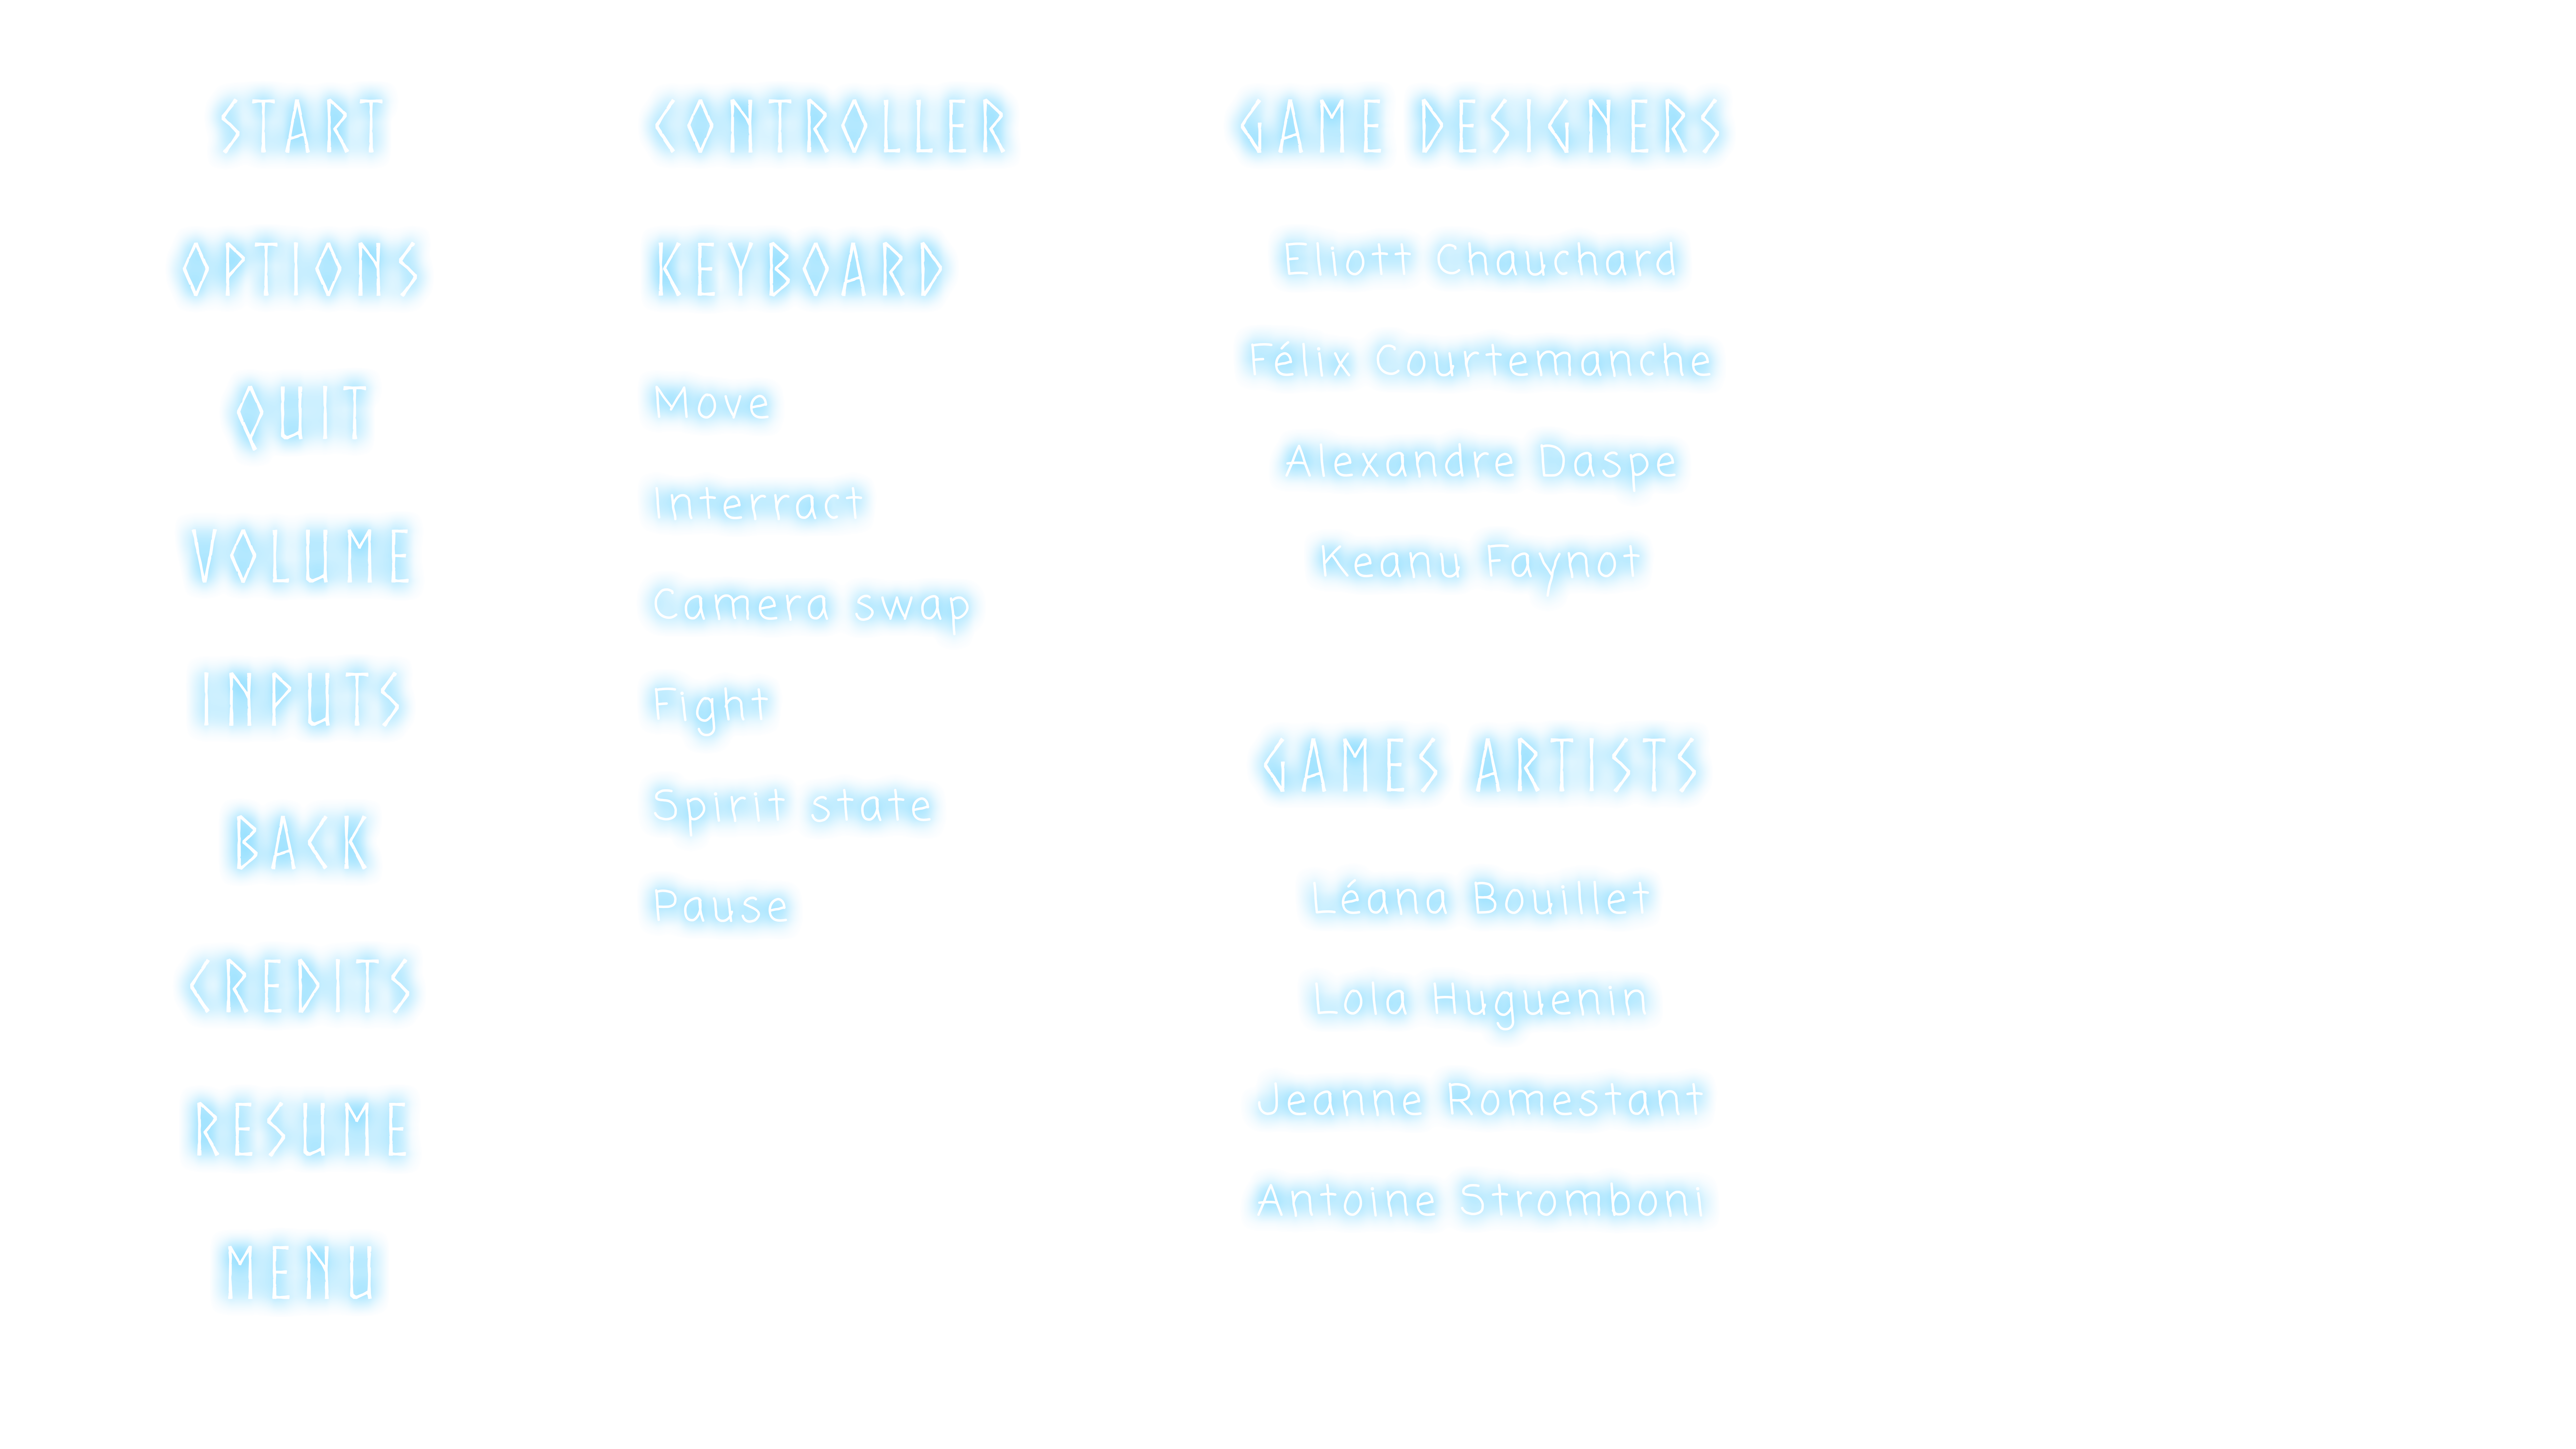 START
OPTIONS
QUIT
VOLUME
INPUTS
BACK
CREDITS
RESUME
MENU
CONTROLLER
KEYBOARD
Move
Interract
Camera swap
Fight
Spirit state
Pause
GAME DESIGNERS
Eliott Chauchard
Félix Courtemanche
Alexandre Daspe
Keanu Faynot
GAMES ARTISTS
Léana Bouillet
Lola Huguenin
Jeanne Romestant
Antoine Stromboni